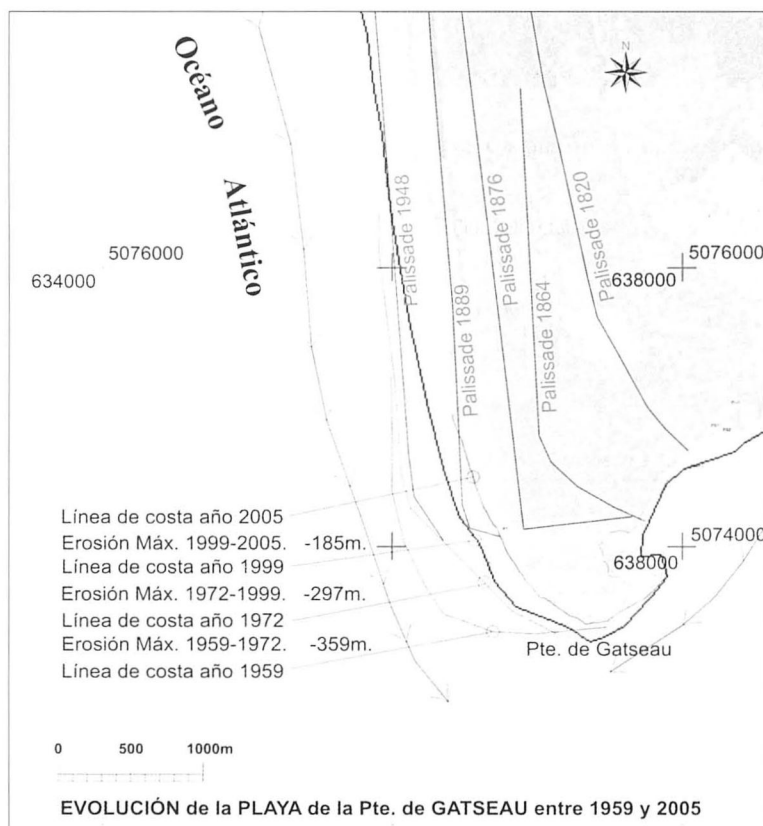 Océano
Atlántico
N
Palissade 1948
Palissade 1889
Palissade 1876
Palissade 1864
Palissade 1820
5076000
634000
5076000
638000
Línea de costa año 2005
Erosión Máx. 1999-2005. -185m.
Línea de costa año 1999
Erosión Máx. 1972-1999. -297m.
Línea de costa año 1972
Erosión Máx. 1959-1972. -359m.
Línea de costa año 1959
5074000
638000
Pte. de Gatseau
0 500 1000m
EVOLUCIÓN de la PLAYA de la Pte. de GATSEAU entre 1959 y 2005